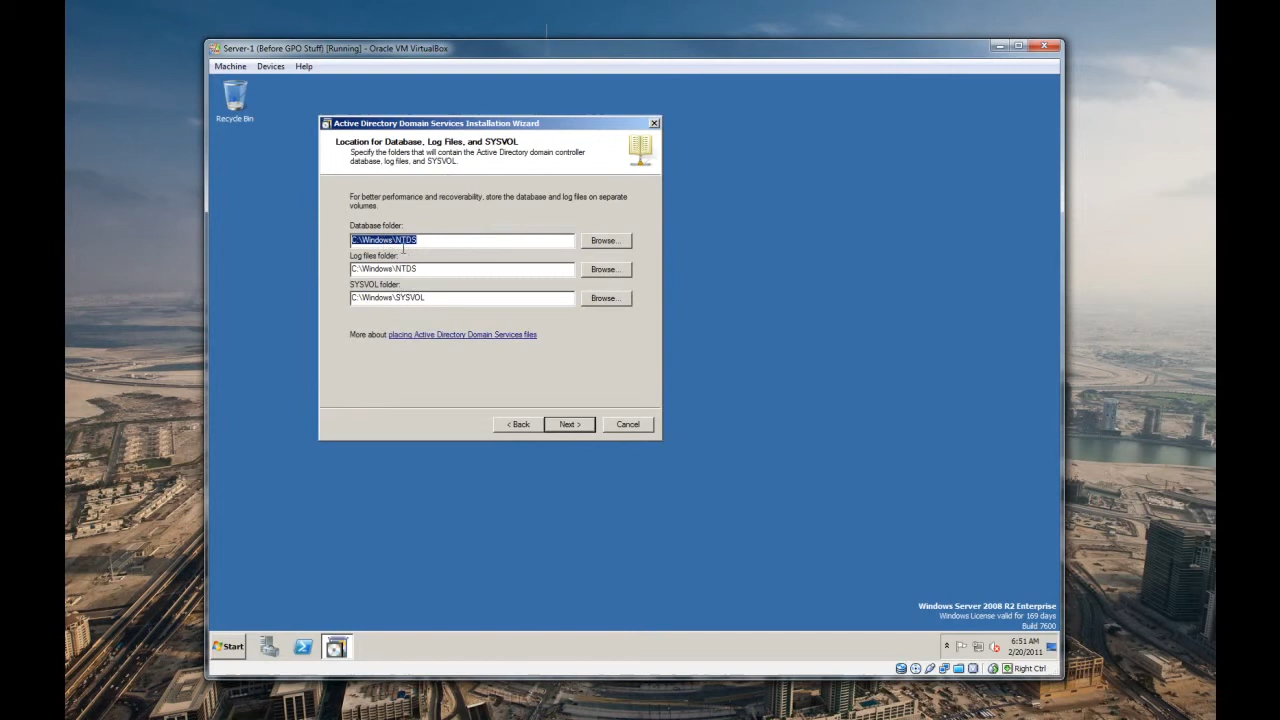 Server-1 (Before GPO Stuff) [Running] - Oracle VM VirtualBox
Machine Devices Help
Recycle Bin
Active Directory Domain Services Installation Wizard
Location for Database, Log Files, and SYSVOL
Specify the folders that will contain the Active Directory domain controller
database, log files, and SYSVOL.
For better performance and recoverability, store the database and log files on separate
volumes.
Database folder:
C:\Windows\NTDS Browse...
Log files folder:
C:\Windows\NTDS Browse...
SYSVOL folder:
C:\Windows\SYSVOL Browse...
More about placing Active Directory Domain Services files
< Back Next > Cancel
Windows Server 2008 R2 Enterprise
Windows License valid for 169 days
Build 7600
Start
6:51 AM
2/20/2011
Right Ctrl